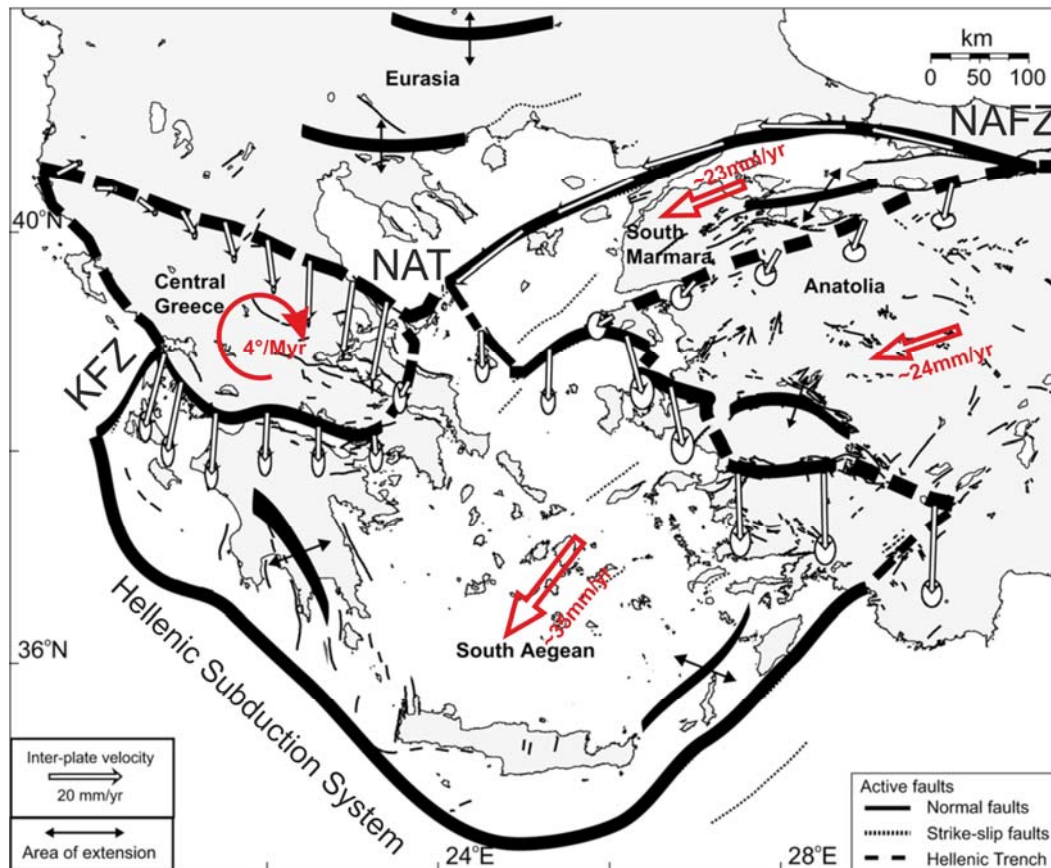 km
0 50 100
Eurasia
NAFZ
~23mm/yr
40°N
South
Marmara
NAT
Central
Greece
Anatolia
4°/Myr
~24mm/yr
KFZ
~33mm/yr
Hellenic Subduction System
36°N
South Aegean
Inter-plate velocity
20 mm/yr
Area of extension
Active faults
Normal faults
Strike-slip faults
Hellenic Trench
24°E
28°E